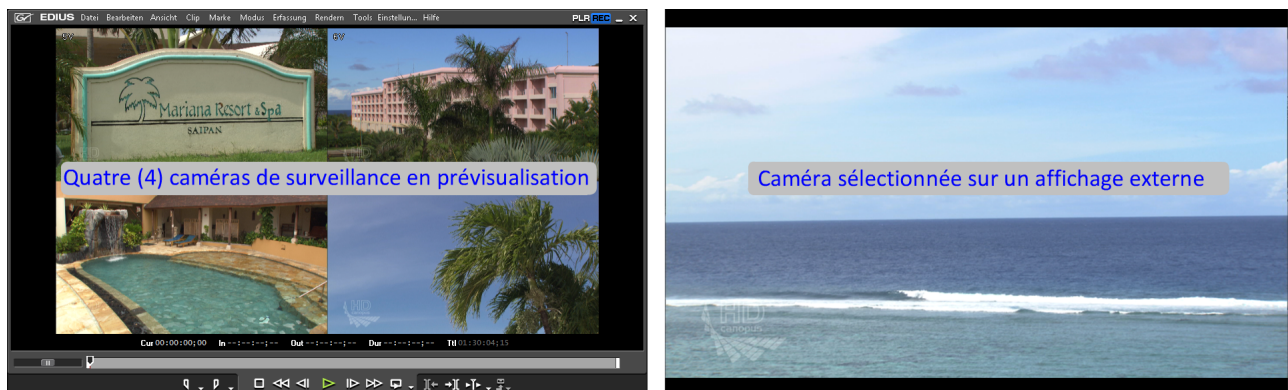 EDIUS Datei Bearbeiten Ansicht Clip Marke Modus Erfassung Rendern Tools Einstellun... Hilfe PLR REC
Mariana Resort & Spa
SAIPAN
Quatre (4) caméras de surveillance en prévisualisation
Caméra sélectionnée sur un affichage externe
HD
canopus
Cur 00:00:00;00 In --:--:--;-- Out --:--:--;-- Dur --:--:--;-- Ttl 01:30:04;15